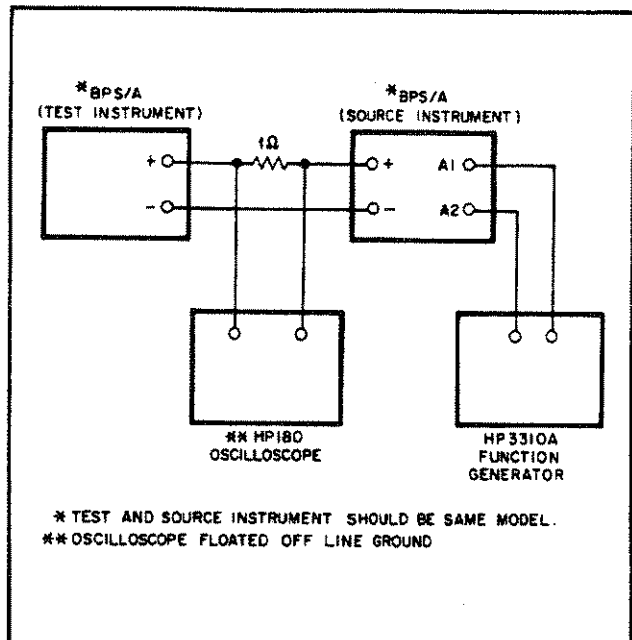 *BPS/A
(TEST INSTRUMENT)
*BPS/A
(SOURCE INSTRUMENT)
1Ω
+
-
+
-
A1
A2
** HP180
OSCILLOSCOPE
HP3310A
FUNCTION
GENERATOR
* TEST AND SOURCE INSTRUMENT SHOULD BE SAME MODEL.
** OSCILLOSCOPE FLOATED OFF LINE GROUND